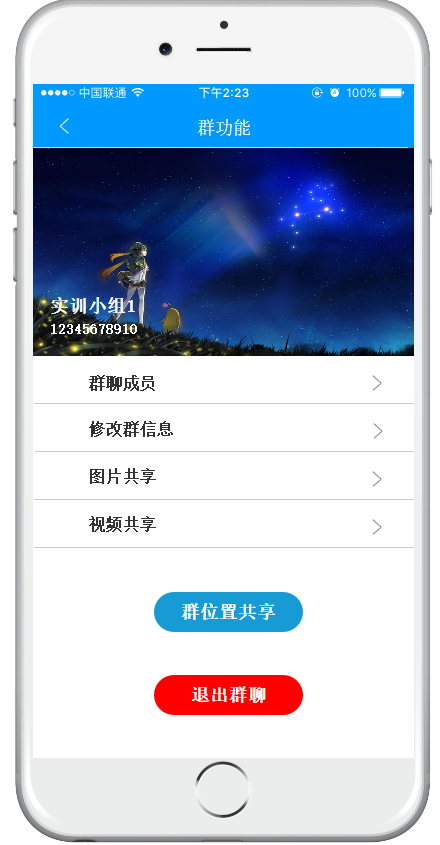 中国联通 下午2:23 100%
群功能
实训小组1
12345678910
群聊成员
修改群信息
图片共享
视频共享
群位置共享
退出群聊